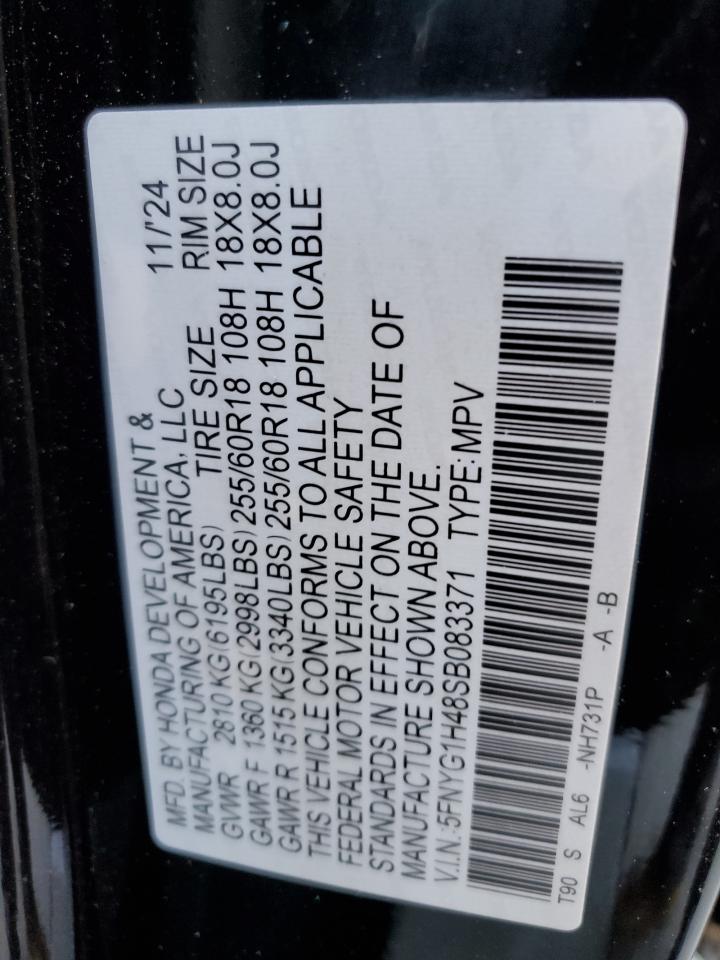 MFD. BY HONDA DEVELOPMENT &
MANUFACTURING OF AMERICA, LLC 11/'24
GVWR 2810 KG(6195LBS) TIRE SIZE RIM SIZE
GAWR F 1360 KG(2998LBS) 255/60R18 108H 18X8.0J
GAWR R 1515 KG(3340LBS) 255/60R18 108H 18X8.0J
THIS VEHICLE CONFORMS TO ALL APPLICABLE
FEDERAL MOTOR VEHICLE SAFETY
STANDARDS IN EFFECT ON THE DATE OF
MANUFACTURE SHOWN ABOVE.
V.I.N.:5FNYG1H48SB083371 TYPE:MPV
T90 S AL6 -NH731P -A -B